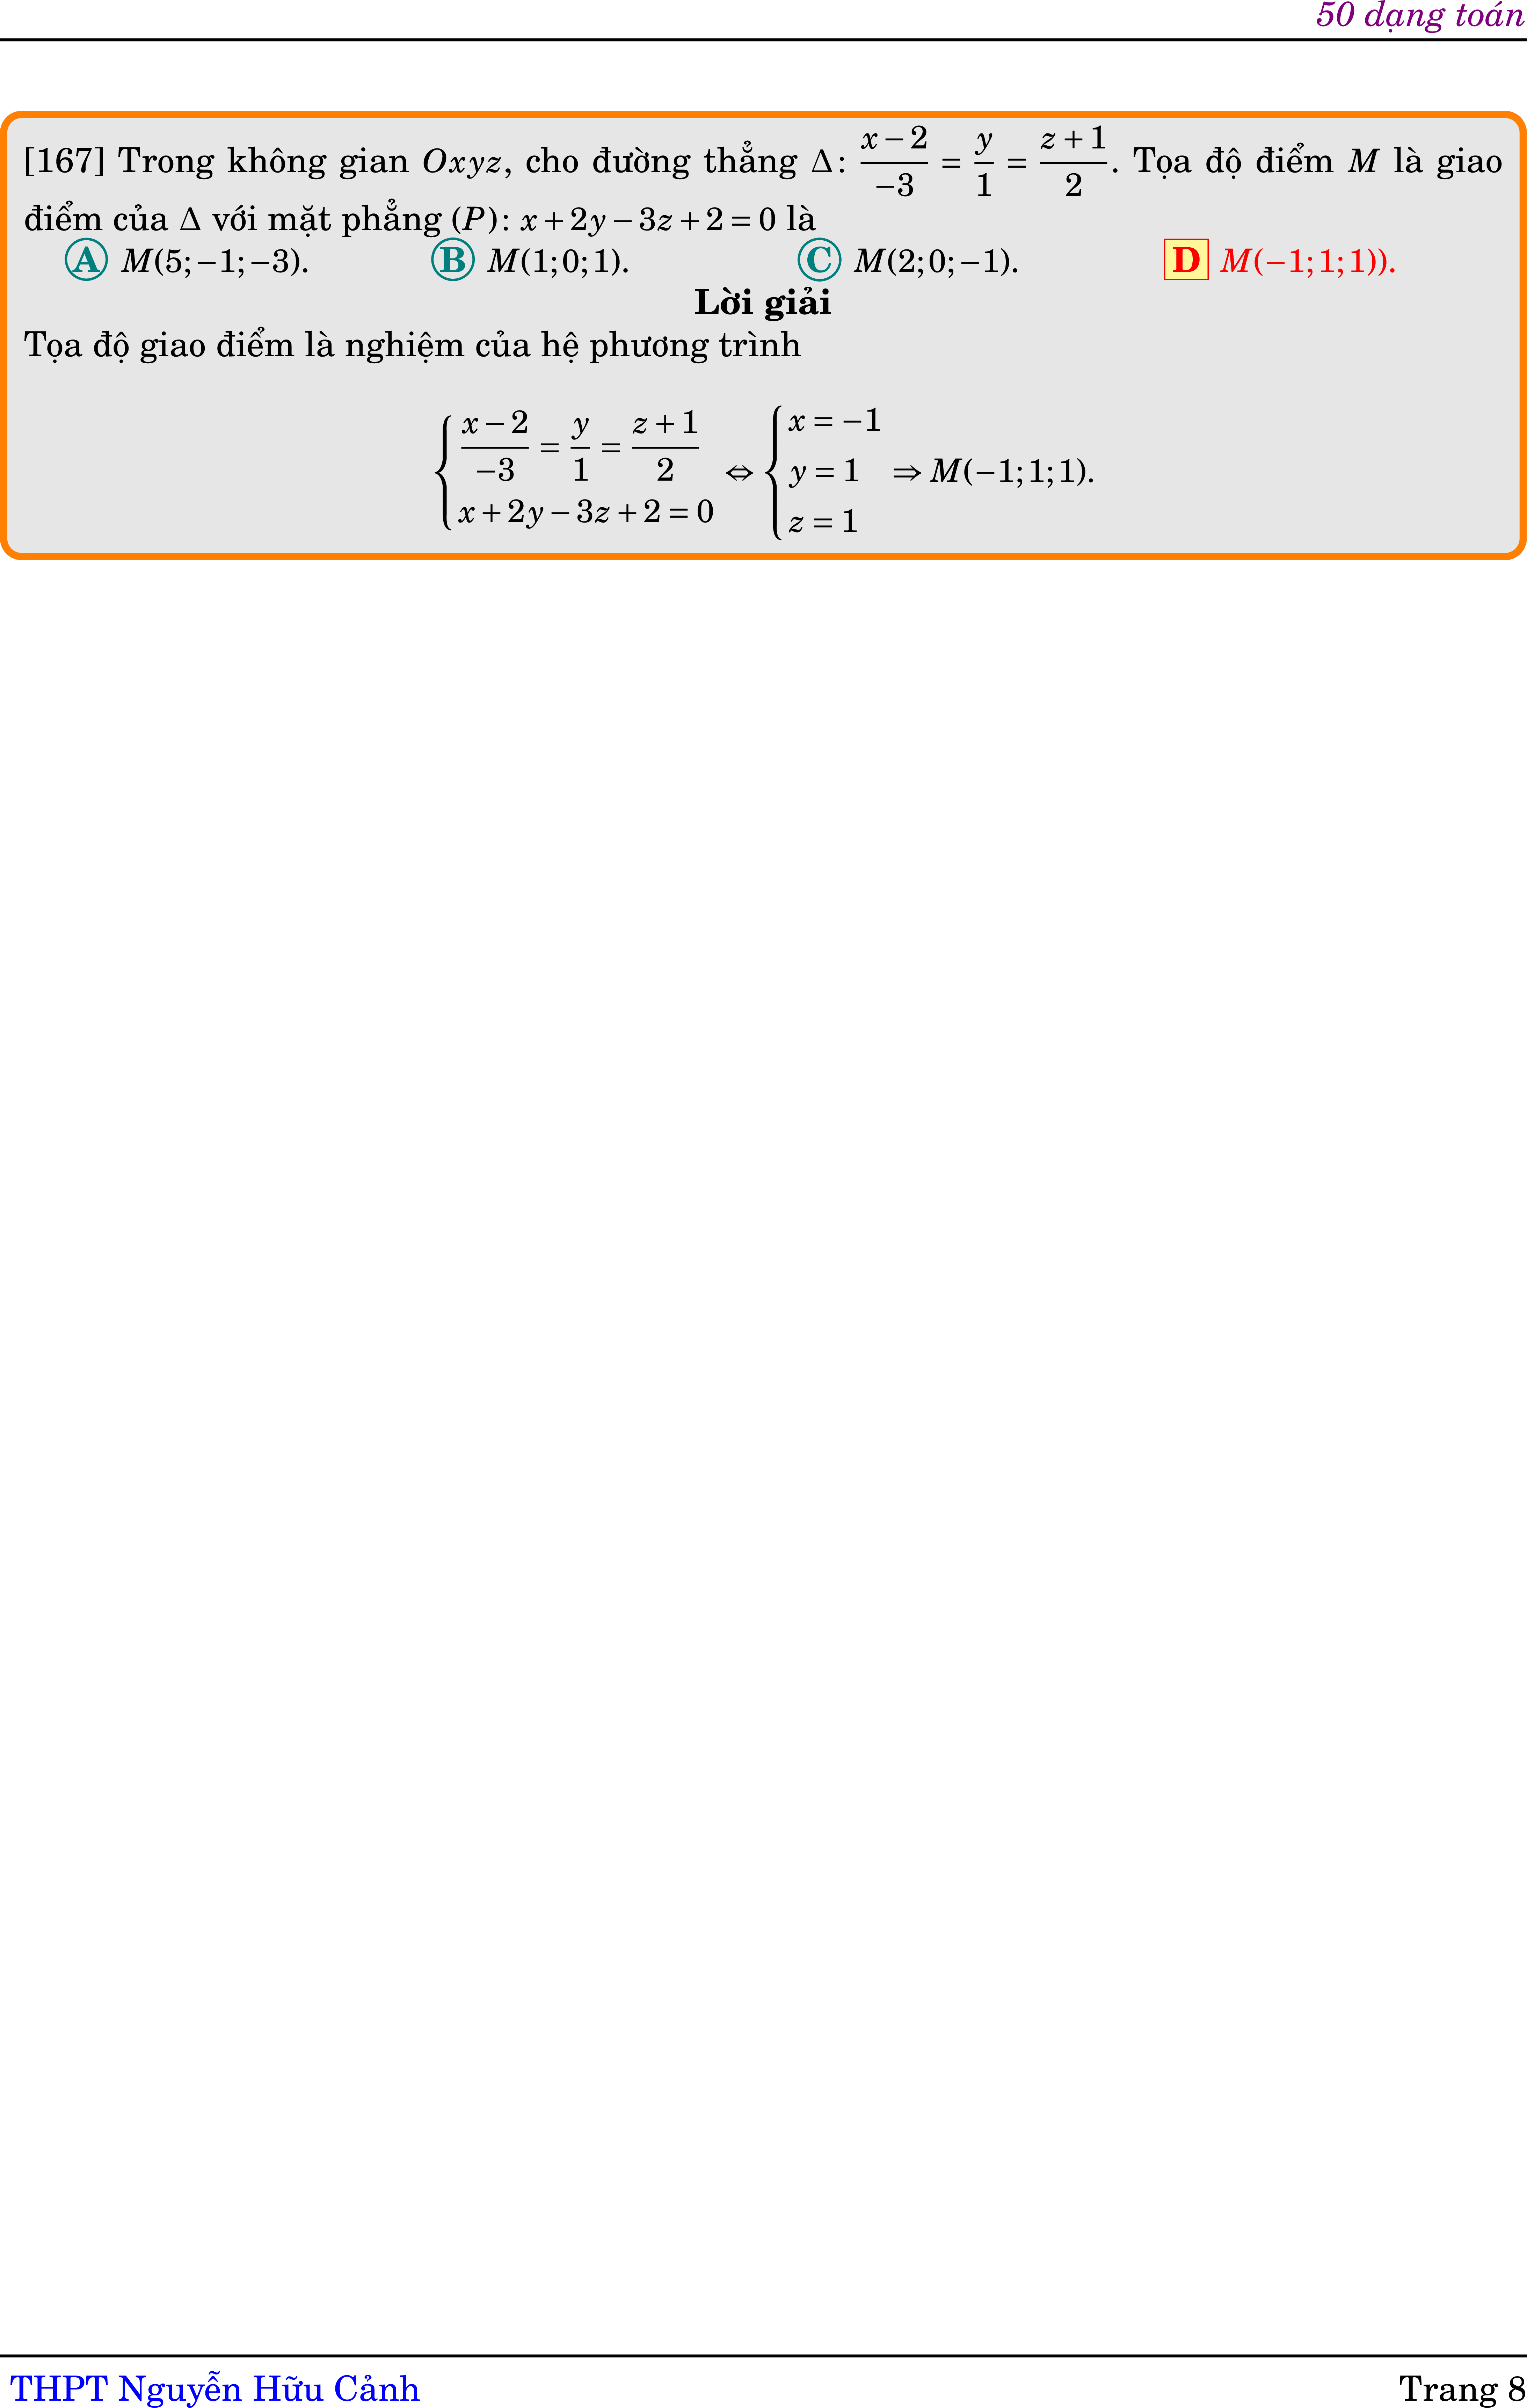 50 dạng toán
[167] Trong không gian Oxyz, cho đường thẳng Δ: \frac{x-2}{-3} = \frac{y}{1} = \frac{z+1}{2}. Tọa độ điểm M là giao
điểm của Δ với mặt phẳng (P): x + 2y − 3z + 2 = 0 là
A M(5; −1; −3). B M(1; 0; 1). C M(2; 0; −1). D M(−1; 1; 1)).
Lời giải
Tọa độ giao điểm là nghiệm của hệ phương trình
\begin{cases} \frac{x-2}{-3} = \frac{y}{1} = \frac{z+1}{2} \\ x + 2y − 3z + 2 = 0 \end{cases} ⇔ \begin{cases} x = −1 \\ y = 1 \\ z = 1 \end{cases} ⇒ M(−1; 1; 1).
THPT Nguyễn Hữu Cảnh Trang 8